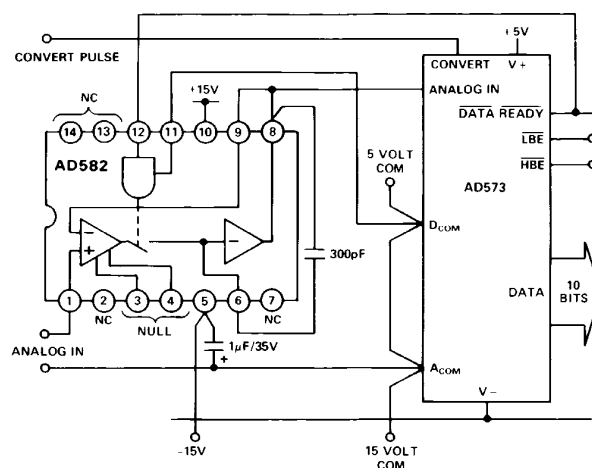 CONVERT PULSE
+5V
CONVERT
V+
ANALOG IN
DATA READY
LBE
HBE
AD573
D COM
DATA
10 BITS
A COM
V−
NC
+15V
14
13
12
11
10
9
8
AD582
5 VOLT COM
300pF
−
+
−
1
2
3
4
5
6
7
NC
NULL
NC
ANALOG IN
1μF/35V
+
-15V
15 VOLT COM